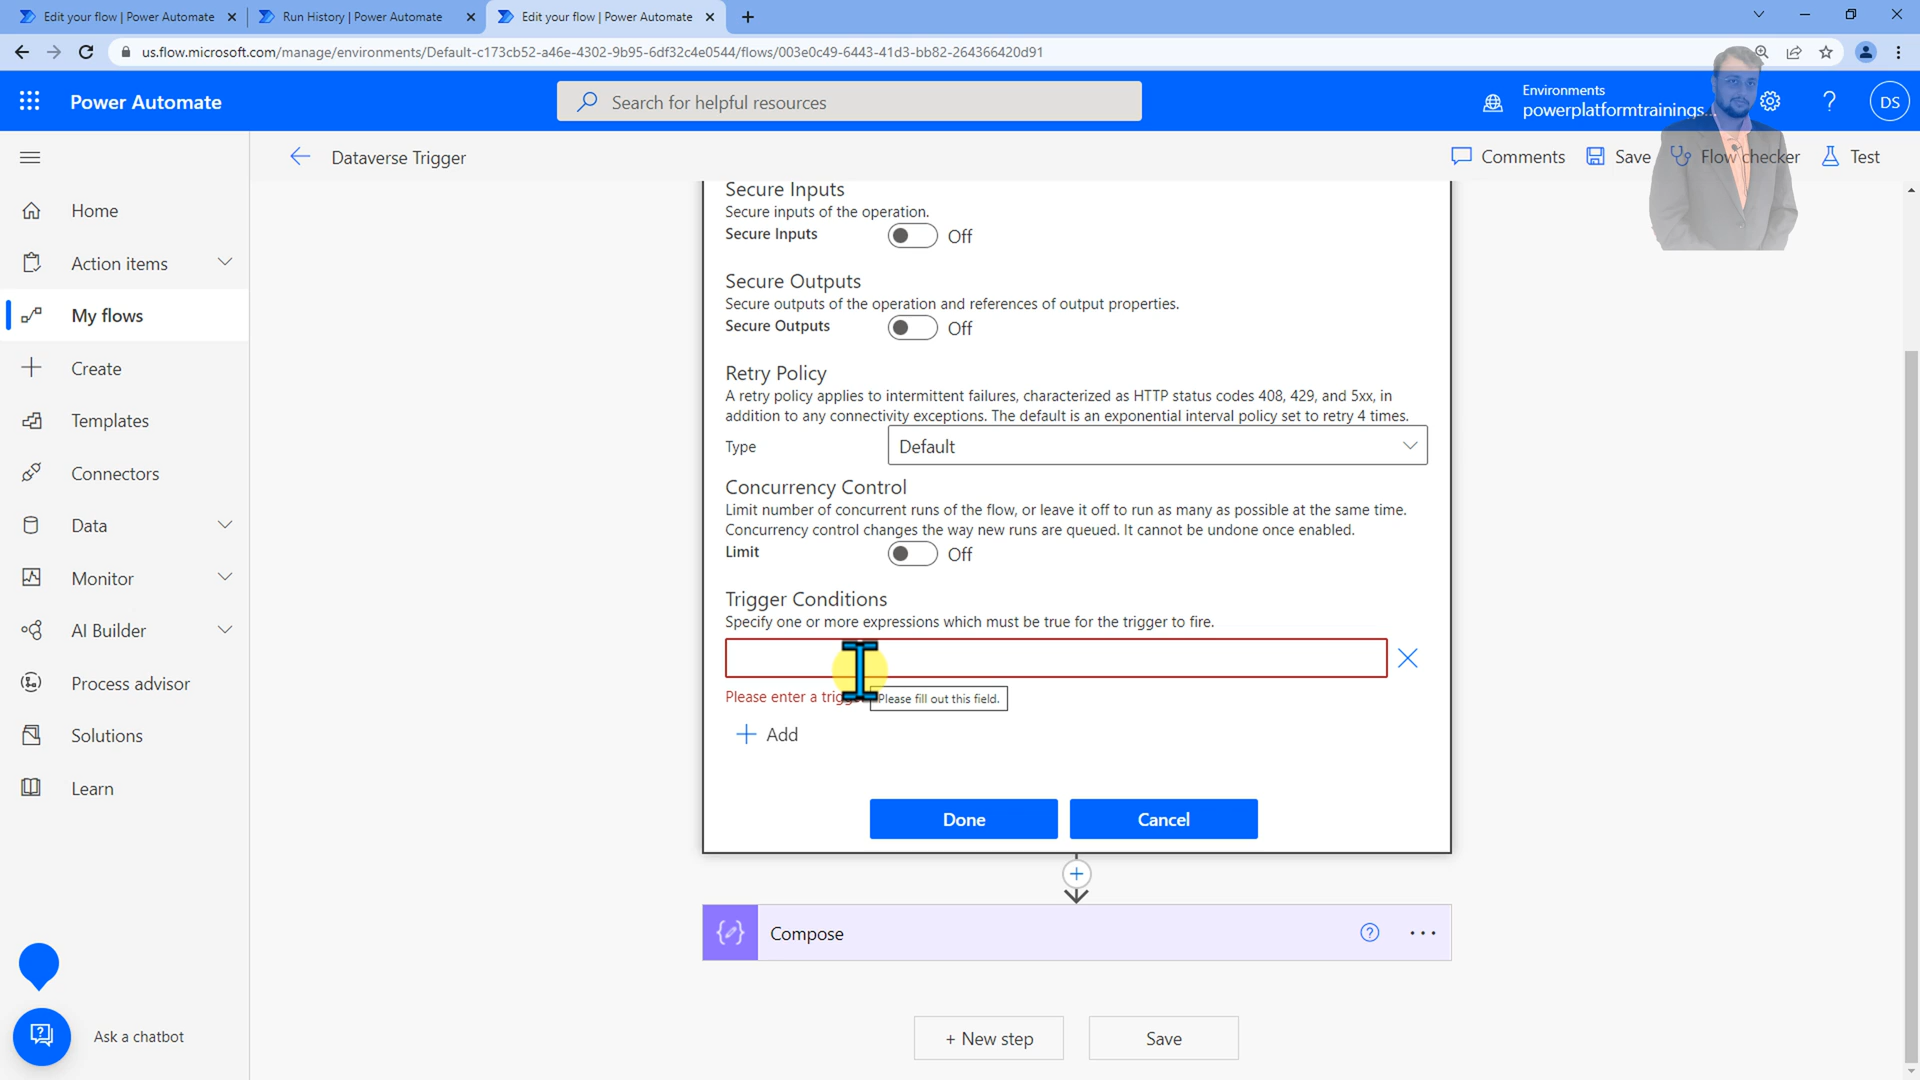 Edit your flow | Power Automate
Run History | Power Automate
Edit your flow | Power Automate
us.flow.microsoft.com/manage/environments/Default-c173cb52-a46e-4302-9b95-6df32c4e0544/flows/003e0c49-6443-41d3-bb82-264366420d91
Power Automate
Search for helpful resources
Environments
powerplatformtrainings...
?
DS
Dataverse Trigger
Comments
Save
Flow checker
Test
Home
Action items
My flows
Create
Templates
Connectors
Data
Monitor
AI Builder
Process advisor
Solutions
Learn
Ask a chatbot
Secure Inputs
Secure inputs of the operation.
Secure Inputs
Off
Secure Outputs
Secure outputs of the operation and references of output properties.
Secure Outputs
Off
Retry Policy
A retry policy applies to intermittent failures, characterized as HTTP status codes 408, 429, and 5xx, in
addition to any connectivity exceptions. The default is an exponential interval policy set to retry 4 times.
Type
Default
Concurrency Control
Limit number of concurrent runs of the flow, or leave it off to run as many as possible at the same time.
Concurrency control changes the way new runs are queued. It cannot be undone once enabled.
Limit
Off
Trigger Conditions
Specify one or more expressions which must be true for the trigger to fire.
Please enter a
Please fill out this field.
+ Add
Done
Cancel
Compose
?
+ New step
Save